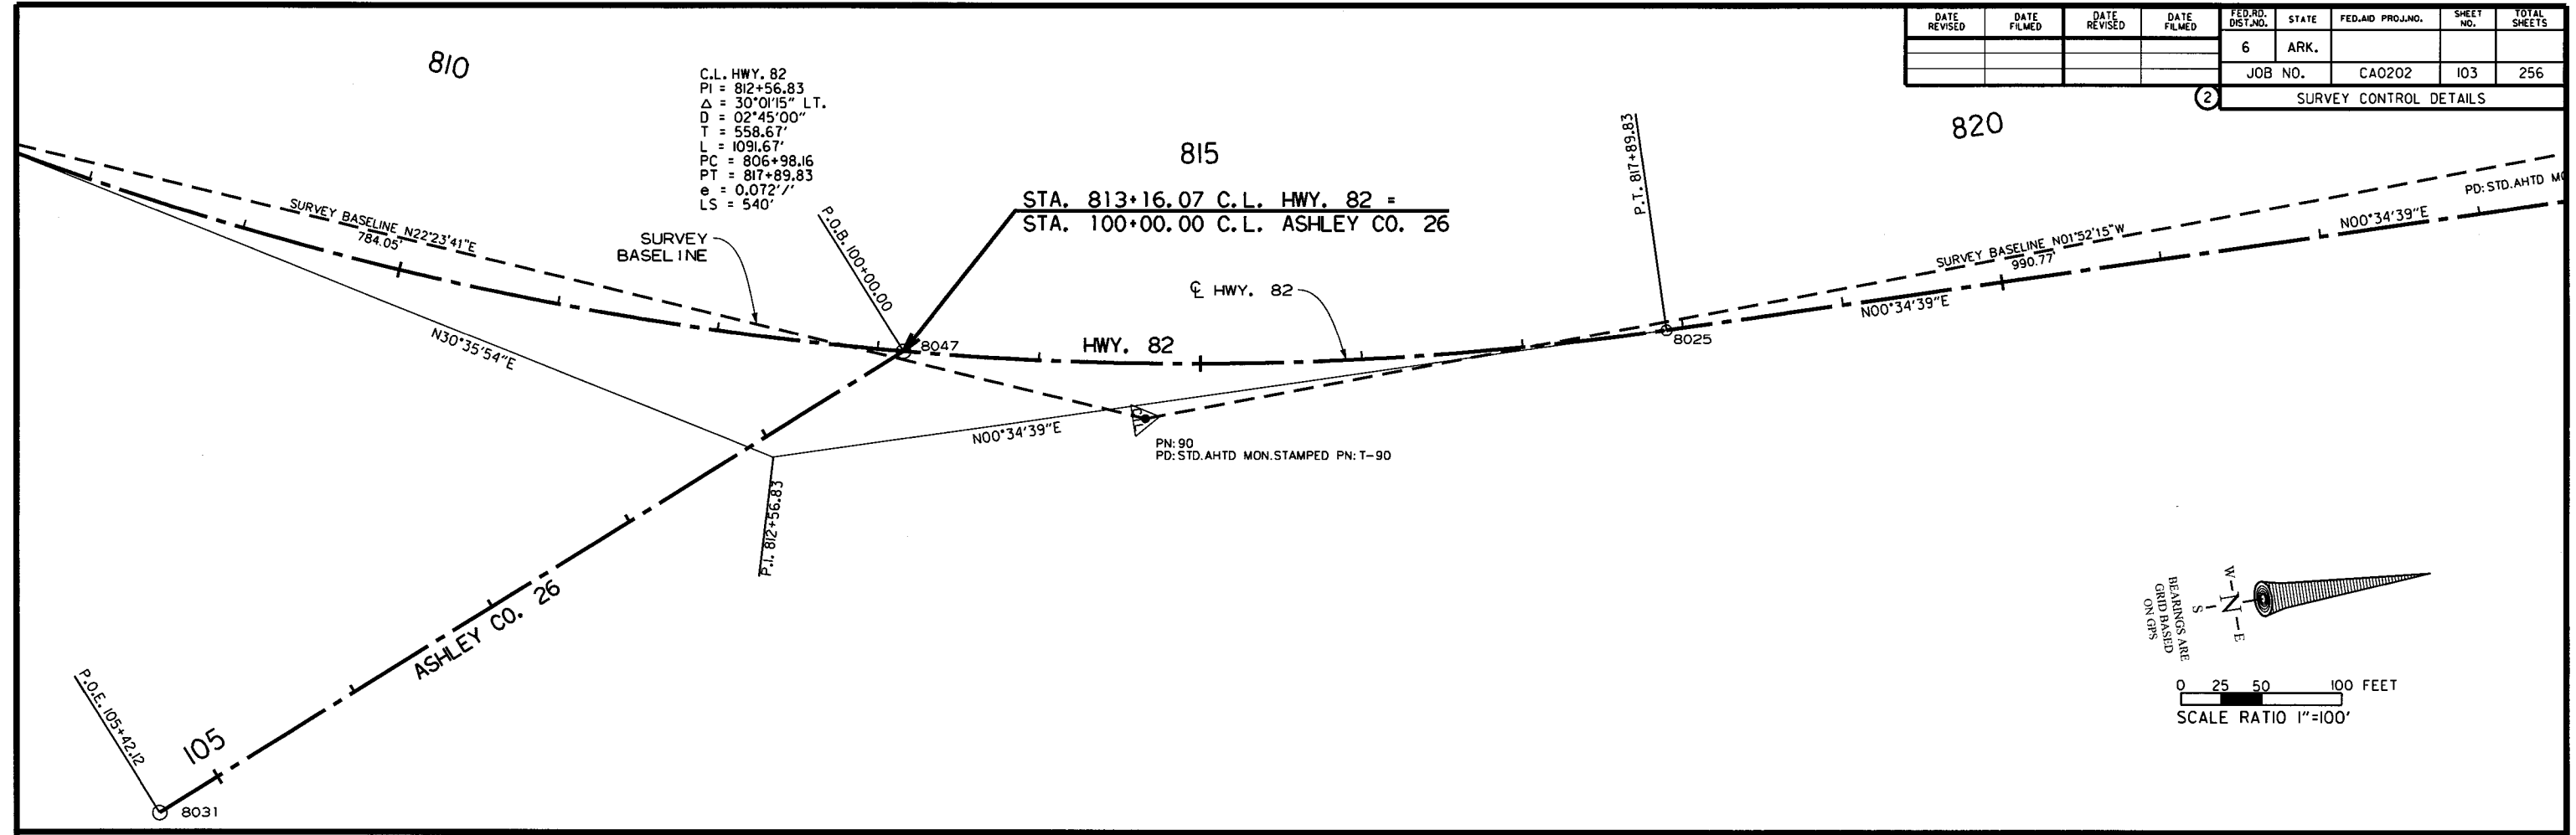 DATE REVISED
DATE FILMED
DATE REVISED
DATE FILMED
FED.RD. DIST.NO.
STATE
FED.AID PROJ.NO.
SHEET NO.
TOTAL SHEETS
6
ARK.
JOB NO.
CA0202
103
256
2
SURVEY CONTROL DETAILS
810
815
820
C.L. HWY. 82
PI = 812+56.83
Δ = 30°01'15" LT.
D = 02°45'00"
T = 558.67'
L = 1091.67'
PC = 806+98.16
PT = 817+89.83
e = 0.072'/'
LS = 540'
STA. 813+16.07 C.L. HWY. 82 =
STA. 100+00.00 C.L. ASHLEY CO. 26
P.T. 817+89.83
PD: STD. AHTD
N00°34'39"E
SURVEY BASELINE N01°52'15"W
990.77'
N00°34'39"E
SURVEY BASELINE N22°23'41"E
784.05'
SURVEY
BASELINE
P.O.B. 100+00.00
℄ HWY. 82
8047
HWY. 82
8025
N30°35'54"E
N00°34'39"E
PN: 90
PD: STD. AHTD MON. STAMPED PN: T-90
P.I. 812+56.83
ASHLEY CO. 26
P.O.E. 105+42.12
105
8031
W
N
S
E
BEARINGS ARE
GRID BASED
ON GPS
0 25 50 100 FEET
SCALE RATIO 1"=100'